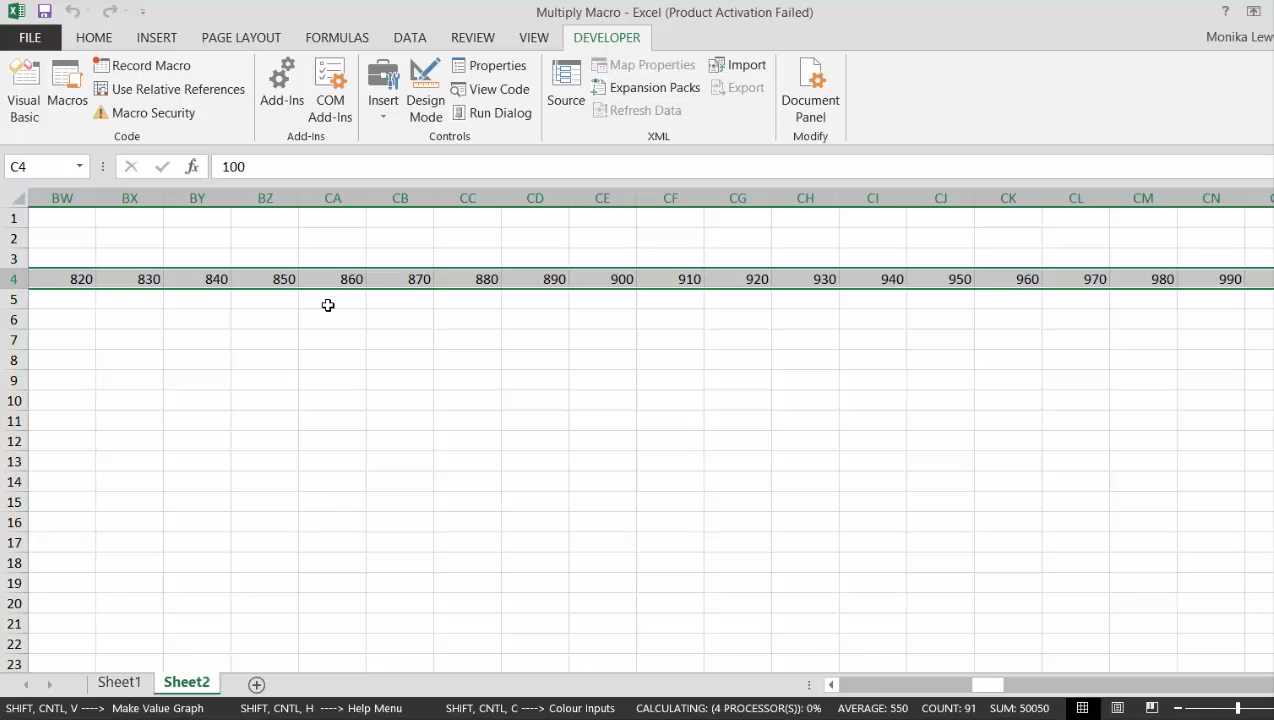 Multiply Macro - Excel (Product Activation Failed)
?
FILE HOME INSERT PAGE LAYOUT FORMULAS DATA REVIEW VIEW DEVELOPER
Monika Lew
Visual Basic
Macros
Record Macro
Use Relative References
Macro Security
Code
Add-Ins
COM Add-Ins
Add-Ins
Insert
Design Mode
Properties
View Code
Run Dialog
Controls
Source
Map Properties
Expansion Packs
Refresh Data
Import
Export
XML
Document Panel
Modify
C4 fx 100
BW BX BY BZ CA CB CC CD CE CF CG CH CI CJ CK CL CM CN
1
2
3
4 820 830 840 850 860 870 880 890 900 910 920 930 940 950 960 970 980 990
5
6
7
8
9
10
11
12
13
14
15
16
17
18
19
20
21
22
23
Sheet1 Sheet2
SHIFT, CNTL, V ----> Make Value Graph SHIFT, CNTL, H ----> Help Menu SHIFT, CNTL, C ----> Colour Inputs CALCULATING: (4 PROCESSOR(S)): 0% AVERAGE: 550 COUNT: 91 SUM: 50050